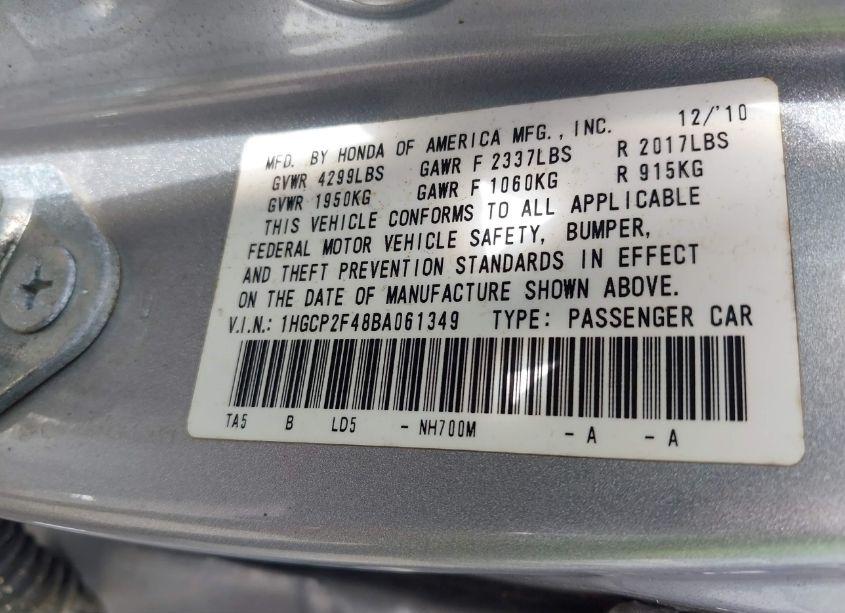 MFD. BY HONDA OF AMERICA MFG., INC. 12/'10
GVWR 4299LBS GAWR F 2337LBS R 2017LBS
GVWR 1950KG GAWR F 1060KG R 915KG
THIS VEHICLE CONFORMS TO ALL APPLICABLE
FEDERAL MOTOR VEHICLE SAFETY, BUMPER,
AND THEFT PREVENTION STANDARDS IN EFFECT
ON THE DATE OF MANUFACTURE SHOWN ABOVE.
V.I.N.: 1HGCP2F48BA061349 TYPE: PASSENGER CAR
TA5 B LD5 - NH700M - A - A